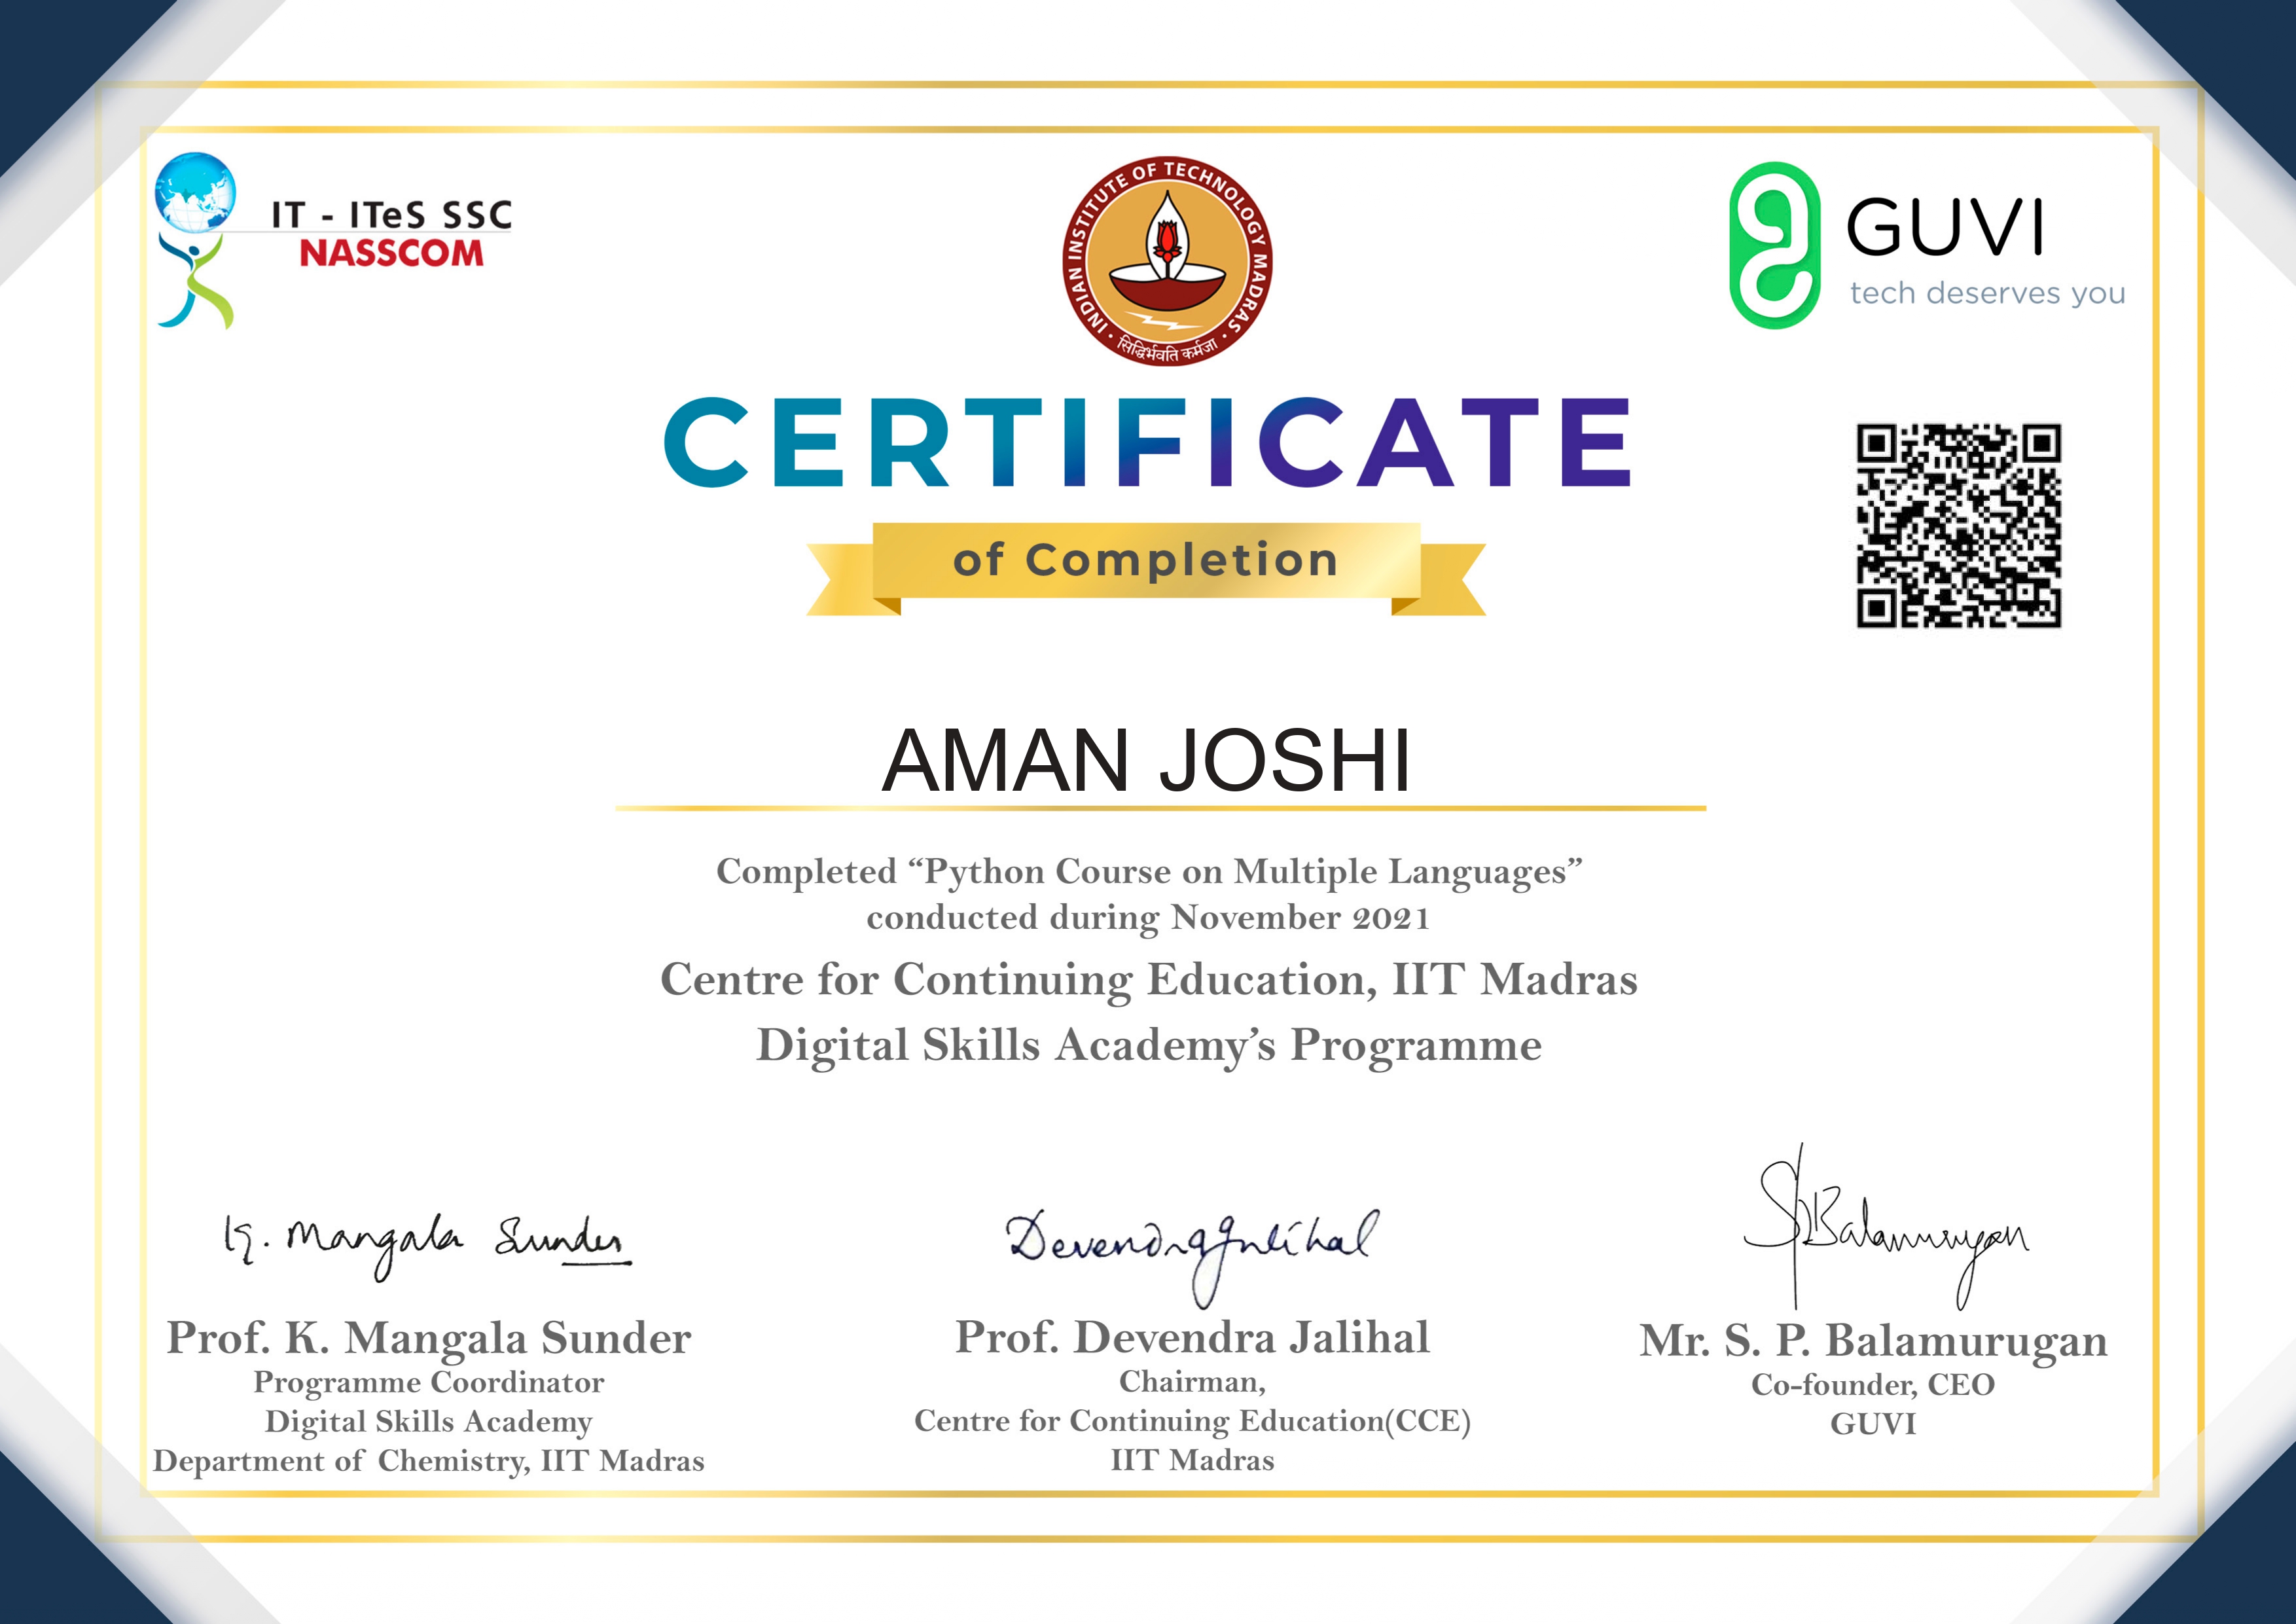 IT - ITeS SSC
NASSCOM
INDIAN INSTITUTE OF TECHNOLOGY MADRAS
सिद्धिर्भवति कर्मजा
GUVI
tech deserves you
CERTIFICATE
of Completion
AMAN JOSHI
Completed “Python Course on Multiple Languages”
conducted during November 2021
Centre for Continuing Education, IIT Madras
Digital Skills Academy’s Programme
K. Mangala Sunder
Devendra Jalihal
S P Balamurugan
Prof. K. Mangala Sunder
Programme Coordinator
Digital Skills Academy
Department of Chemistry, IIT Madras
Prof. Devendra Jalihal
Chairman,
Centre for Continuing Education(CCE)
IIT Madras
Mr. S. P. Balamurugan
Co-founder, CEO
GUVI